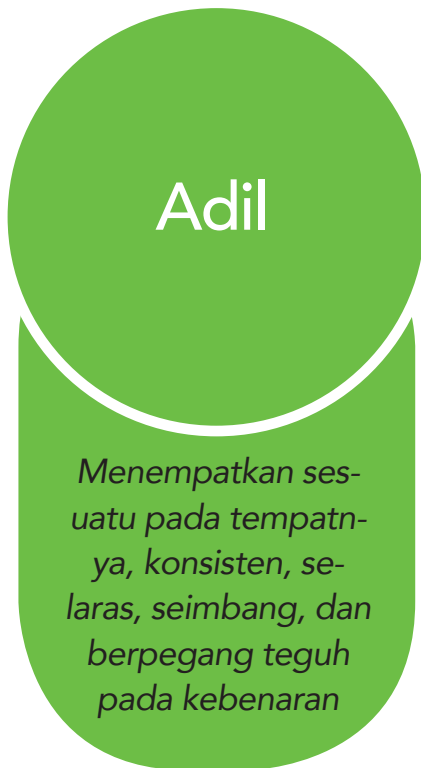 Adil
Menempatkan ses-
uatu pada tempatn-
ya, konsisten, se-
laras, seimbang, dan
berpegang teguh
pada kebenaran